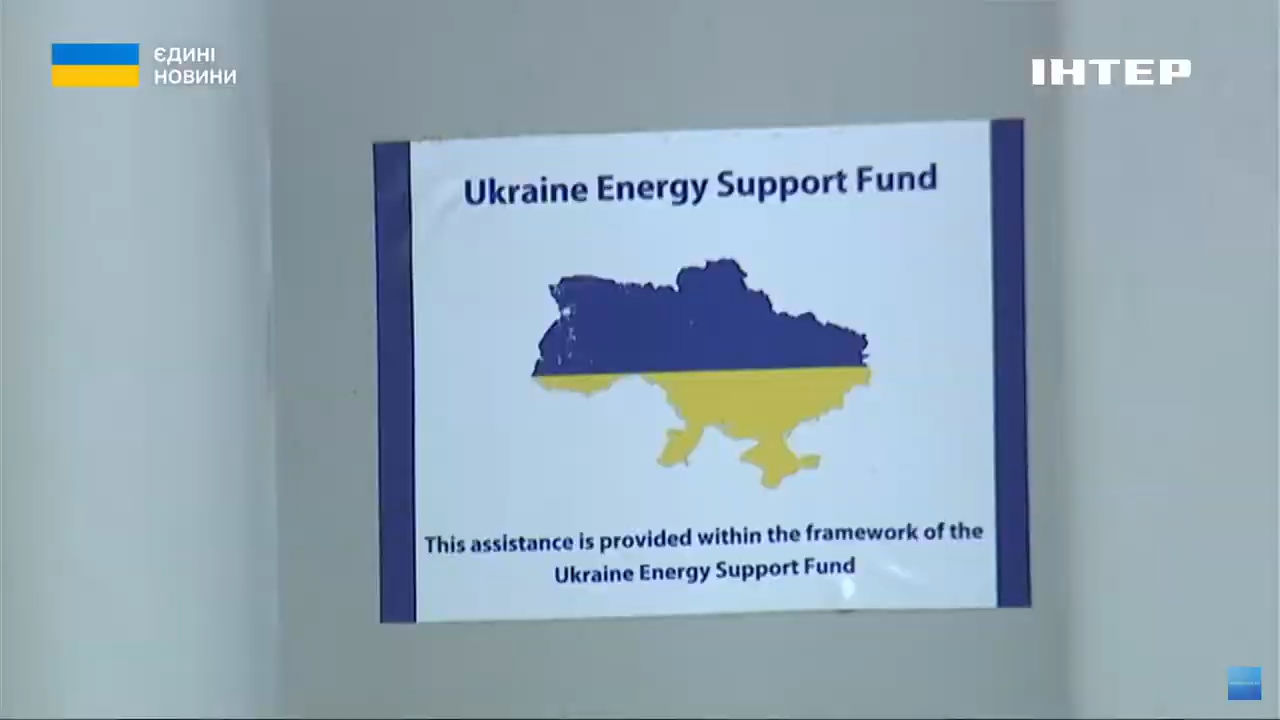 ЄДИНІ
НОВИНИ
ІНТЕР
Ukraine Energy Support Fund
This assistance is provided within the framework of the
Ukraine Energy Support Fund